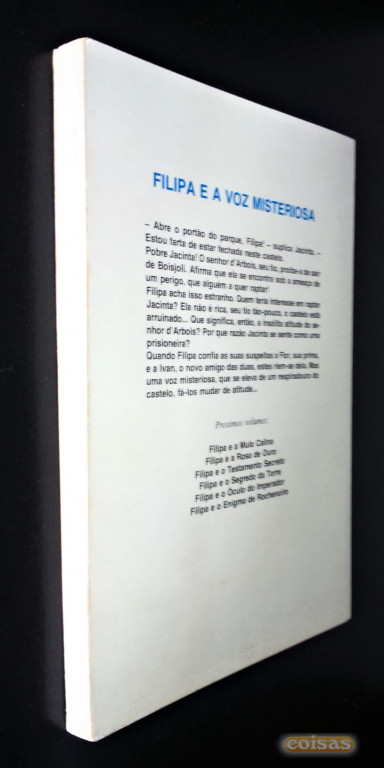 FILIPA E A VOZ MISTERIOSA
– Abre o portão do parque, Filipa! – suplica Jacinta. –
Estou farta de estar fechada neste castelo.
Pobre Jacinta! O senhor d'Arbois, seu tio, proíbe-a de sair
de Boisjoli. Afirma que ela se encontra sob a ameaça de
um perigo, que alguém a quer raptar!
Filipa acha isso estranho. Quem teria interesse em raptar
Jacinta? Ela não é rica, seu tio tão-pouco, o castelo está
arruinado... Que significa, então, a insólita atitude do se-
nhor d'Arbois? Por que razão Jacinta se sente como uma
prisioneira?
Quando Filipa confia as suas suspeitas a Flor, sua prima,
e a Ivan, o novo amigo das duas, estes riem-se dela. Mas
uma voz misteriosa, que se eleva de um respiradouro do
castelo, fá-los mudar de atitude...
Proximos volumes:
Filipa e a Mula Calina
Filipa e a Rosa de Ouro
Filipa e o Testamento Secreto
Filipa e o Segredo da Torre
Filipa e o Óculo do Imperador
Filipa e o Enigma de Rochenoire
coisas